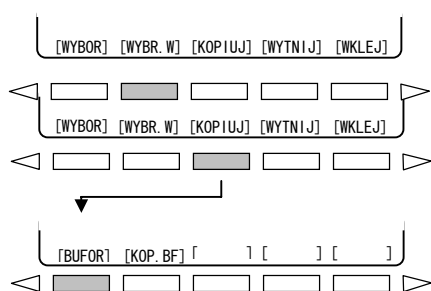 [WYBOR] [WYBR.W] [KOPIUJ] [WYTNIJ] [WKLEJ]
[WYBOR] [WYBR.W] [KOPIUJ] [WYTNIJ] [WKLEJ]
[BUFOR] [KOP.BF] [ ] [ ] [ ]